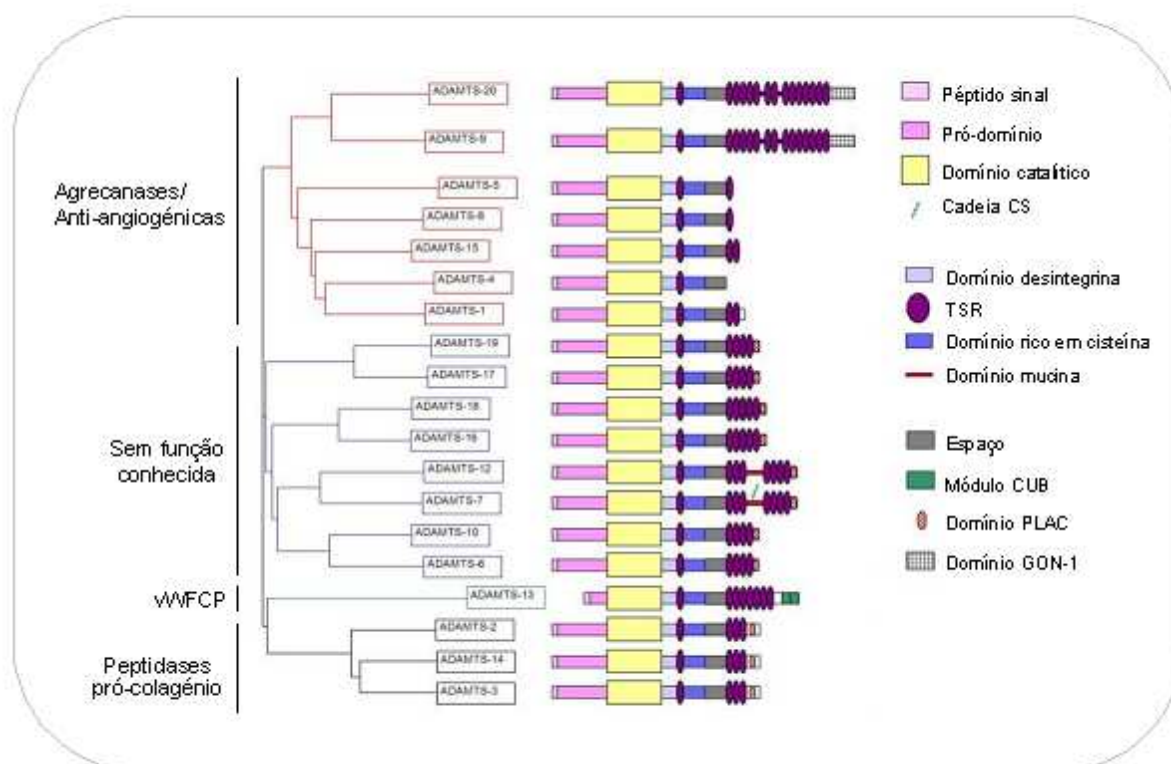 Agrecanases/
Anti-angiogénicas
Sem função
conhecida
vWFCP
Peptidases
pró-colagénio
ADAMTS-20
ADAMTS-9
ADAMTS-5
ADAMTS-8
ADAMTS-15
ADAMTS-4
ADAMTS-1
ADAMTS-19
ADAMTS-17
ADAMTS-18
ADAMTS-16
ADAMTS-12
ADAMTS-7
ADAMTS-10
ADAMTS-6
ADAMTS-13
ADAMTS-2
ADAMTS-14
ADAMTS-3
Péptido sinal
Pró-domínio
Domínio catalítico
Cadeia CS
Domínio desintegrina
TSR
Domínio rico em cisteína
Domínio mucina
Espaço
Módulo CUB
Domínio PLAC
Domínio GON-1